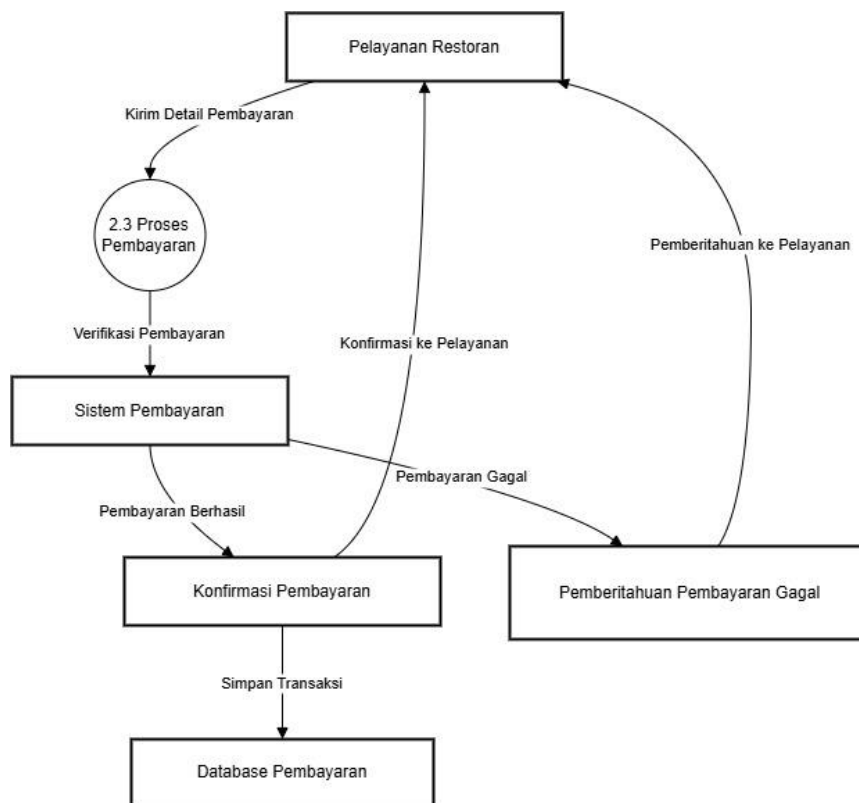 Pelayanan Restoran
Kirim Detail Pembayaran
2.3 Proses
Pembayaran
Pemberitahuan ke Pelayanan
Verifikasi Pembayaran
Konfirmasi ke Pelayanan
Sistem Pembayaran
Pembayaran Gagal
Pembayaran Berhasil
Konfirmasi Pembayaran
Pemberitahuan Pembayaran Gagal
Simpan Transaksi
Database Pembayaran